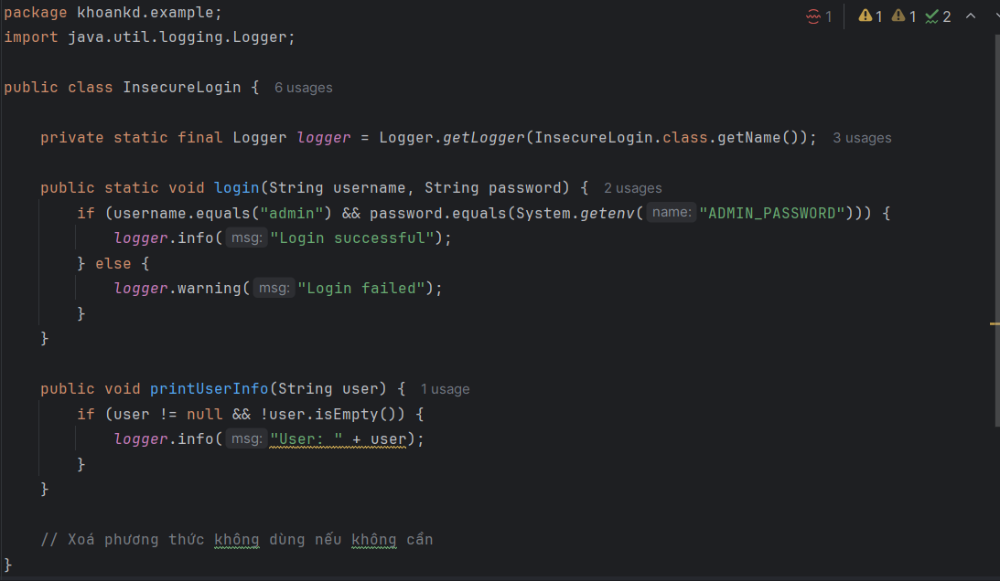 package khoankd.example;
import java.util.logging.Logger;
1 1 1 2
public class InsecureLogin { 6 usages
private static final Logger logger = Logger.getLogger(InsecureLogin.class.getName()); 3 usages
public static void login(String username, String password) { 2 usages
if (username.equals("admin") && password.equals(System.getenv( name: "ADMIN_PASSWORD"))) {
logger.info( msg: "Login successful");
} else {
logger.warning( msg: "Login failed");
}
}
public void printUserInfo(String user) { 1 usage
if (user != null && !user.isEmpty()) {
logger.info( msg: "User: " + user);
}
}
// Xoá phương thức không dùng nếu không cần
}